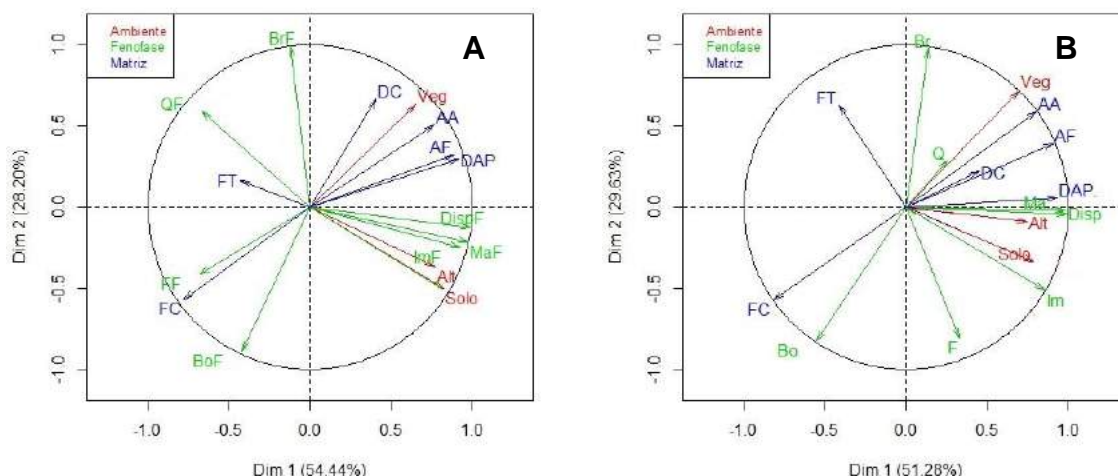 Ambiente
Fenofase
Matriz
A
BrF
QF
DC
Veg
AA
AF
DAP
FT
DispF
ImF
MaF
Alt
Solo
FF
FC
BoF
1.0
0.5
0.0
-0.5
-1.0
Dim 2 (28.20%)
-1.0 -0.5 0.0 0.5 1.0
Dim 1 (54.44%)
Ambiente
Fenofase
Matriz
B
Br
Veg
FT
AA
AF
Q
DC
DAP
Ma
Disp
Alt
Solo
Im
FC
Bo
F
1.0
0.5
0.0
-0.5
-1.0
Dim 2 (29.63%)
-1.0 -0.5 0.0 0.5 1.0
Dim 1 (51.28%)